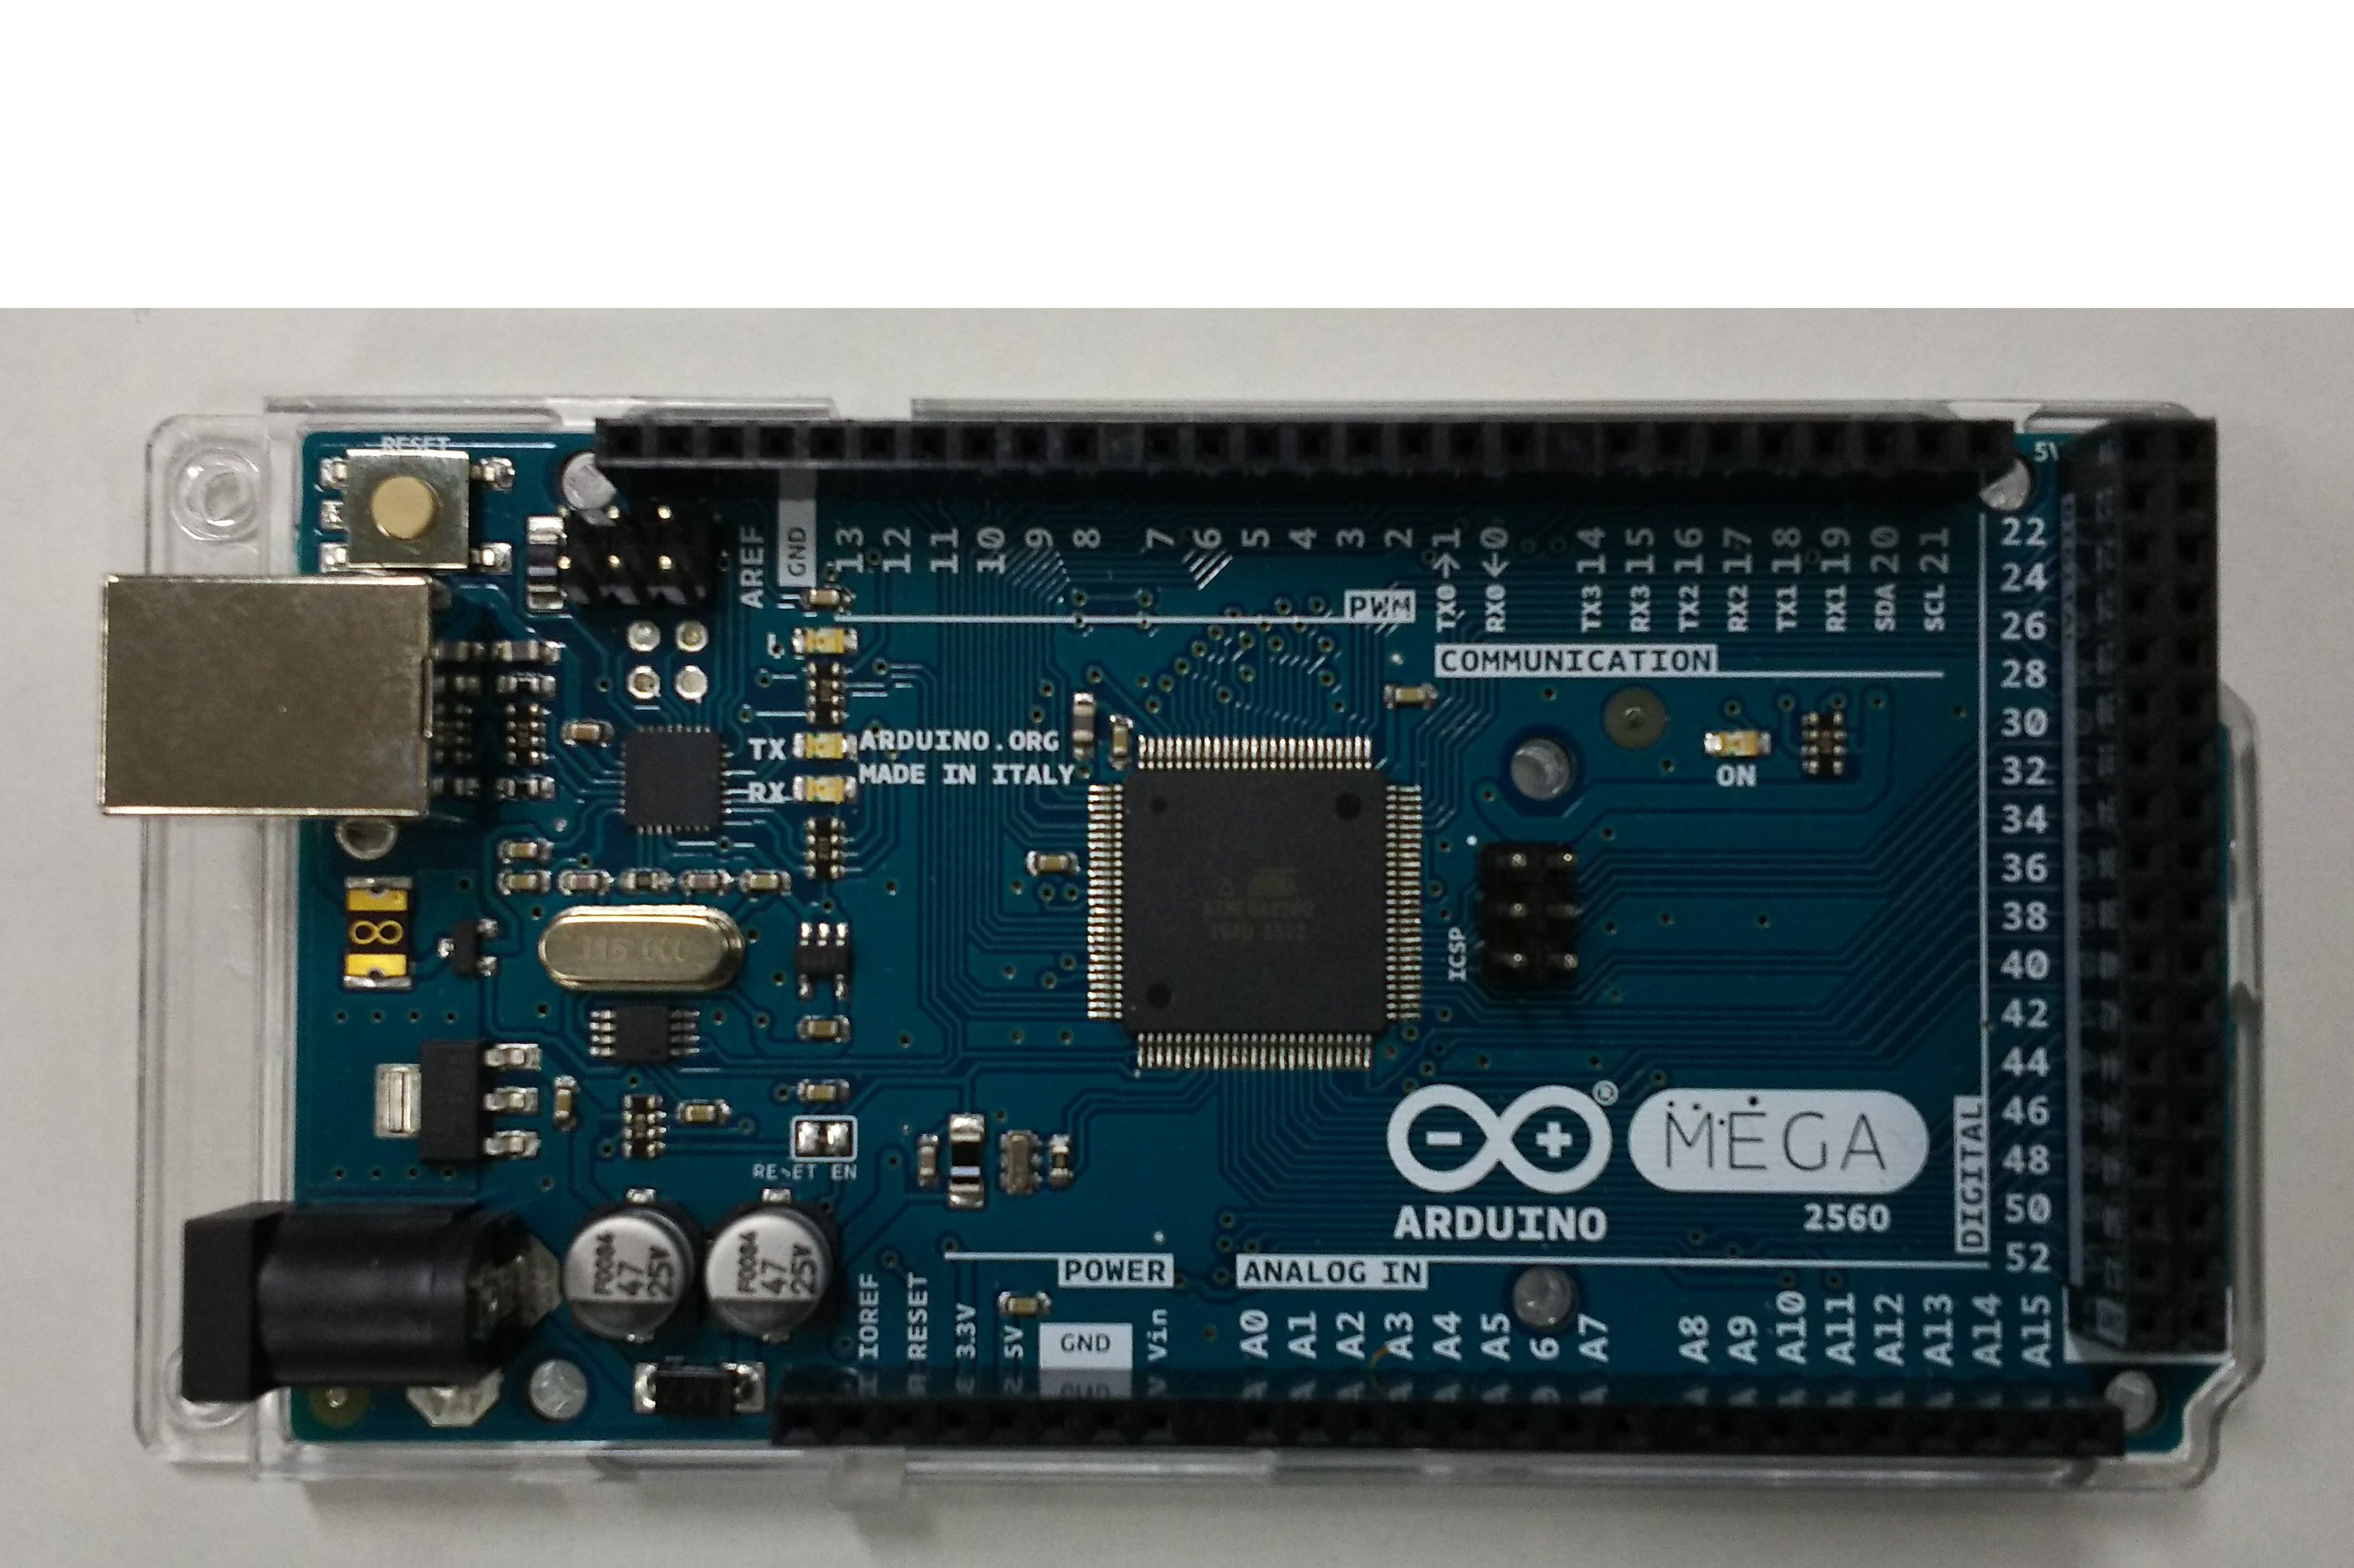 RESET
5V
AREF
GND
13
12
11
10
9
8
7
6
5
4
3
2
TX0→1
RX0←0
TX3 14
RX3 15
TX2 16
RX2 17
TX1 18
RX1 19
SDA 20
SCL 21
PWM
COMMUNICATION
L
TX
RX
ARDUINO.ORG
MADE IN ITALY
ON
ICSP
22
24
26
28
30
32
34
36
38
40
42
44
46
48
50
52
DIGITAL
8
RESET EN
ARDUINO
®
MEGA
2560
47
25V
47
25V
POWER
ANALOG IN
IOREF
RESET
3.3V
5V
GND
Vin
A0
A1
A2
A3
A4
A5
6
A7
A8
A9
A10
A11
A12
A13
A14
A15